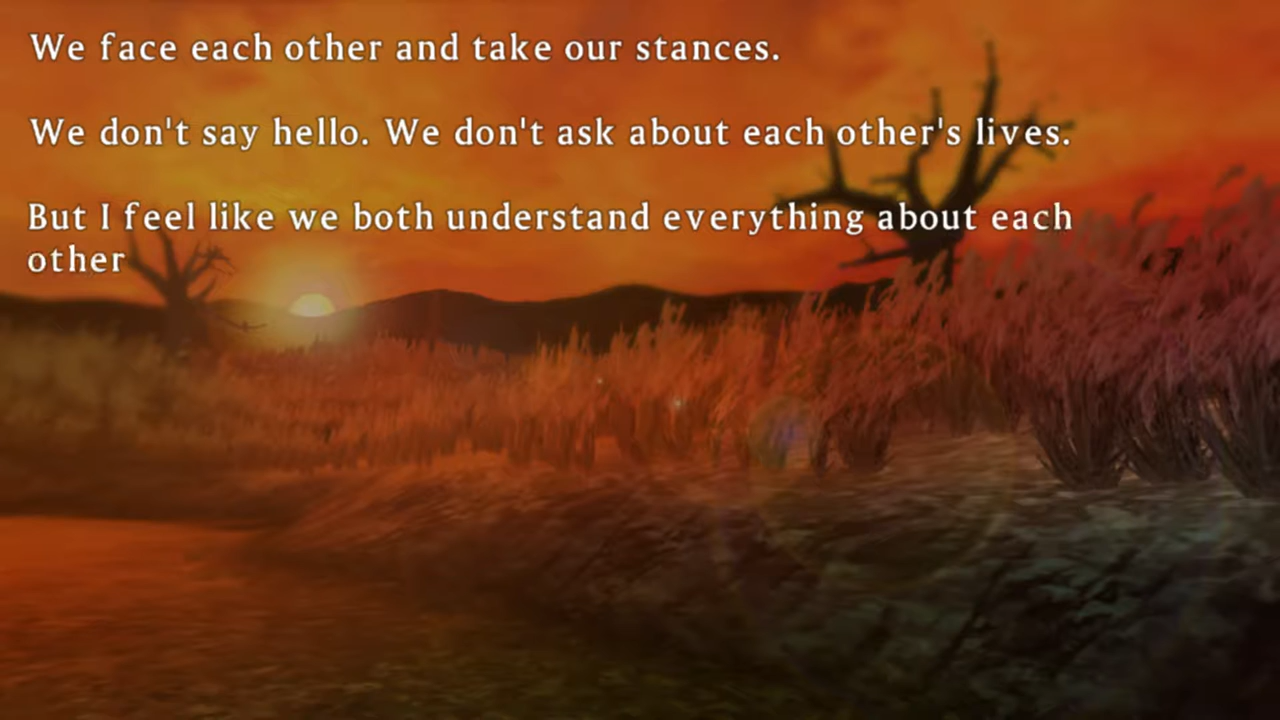 We face each other and take our stances.
We don't say hello. We don't ask about each other's lives.
But I feel like we both understand everything about each
other